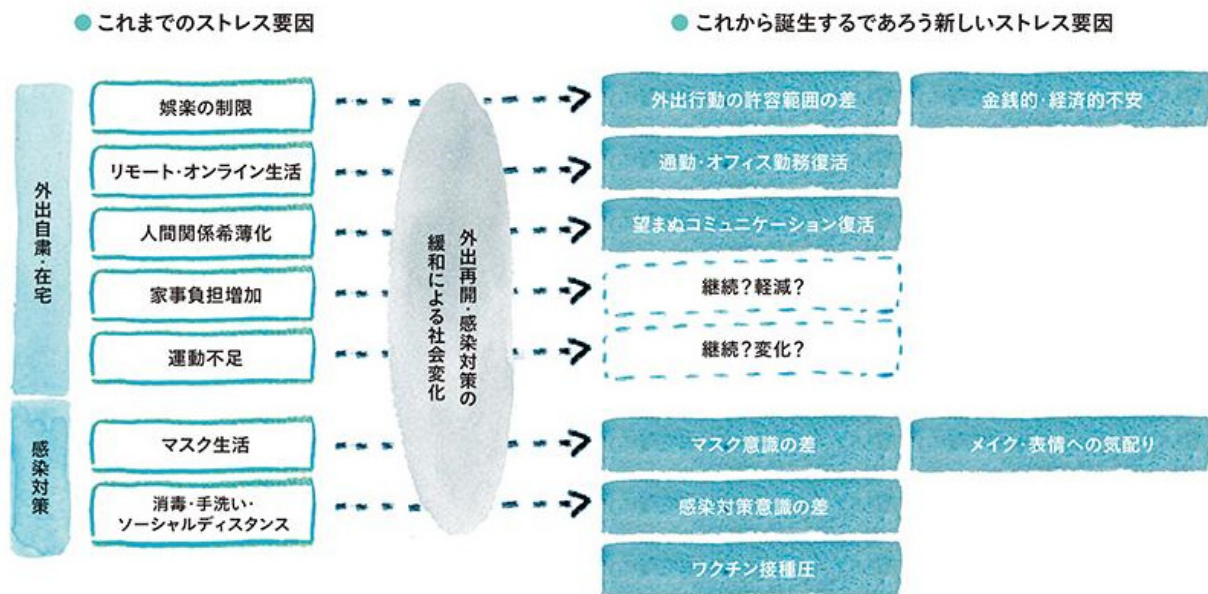 これまでのストレス要因
これから誕生するであろう新しいストレス要因
外出自粛・在宅
娯楽の制限
外出行動の許容範囲の差
金銭的・経済的不安
リモート・オンライン生活
通勤・オフィス勤務復活
人間関係希薄化
望まぬコミュニケーション復活
家事負担増加
継続?軽減?
運動不足
継続?変化?
外出再開・感染対策の
緩和による社会変化
感染対策
マスク生活
マスク意識の差
メイク・表情への気配り
消毒・手洗い・
ソーシャルディスタンス
感染対策意識の差
ワクチン接種圧